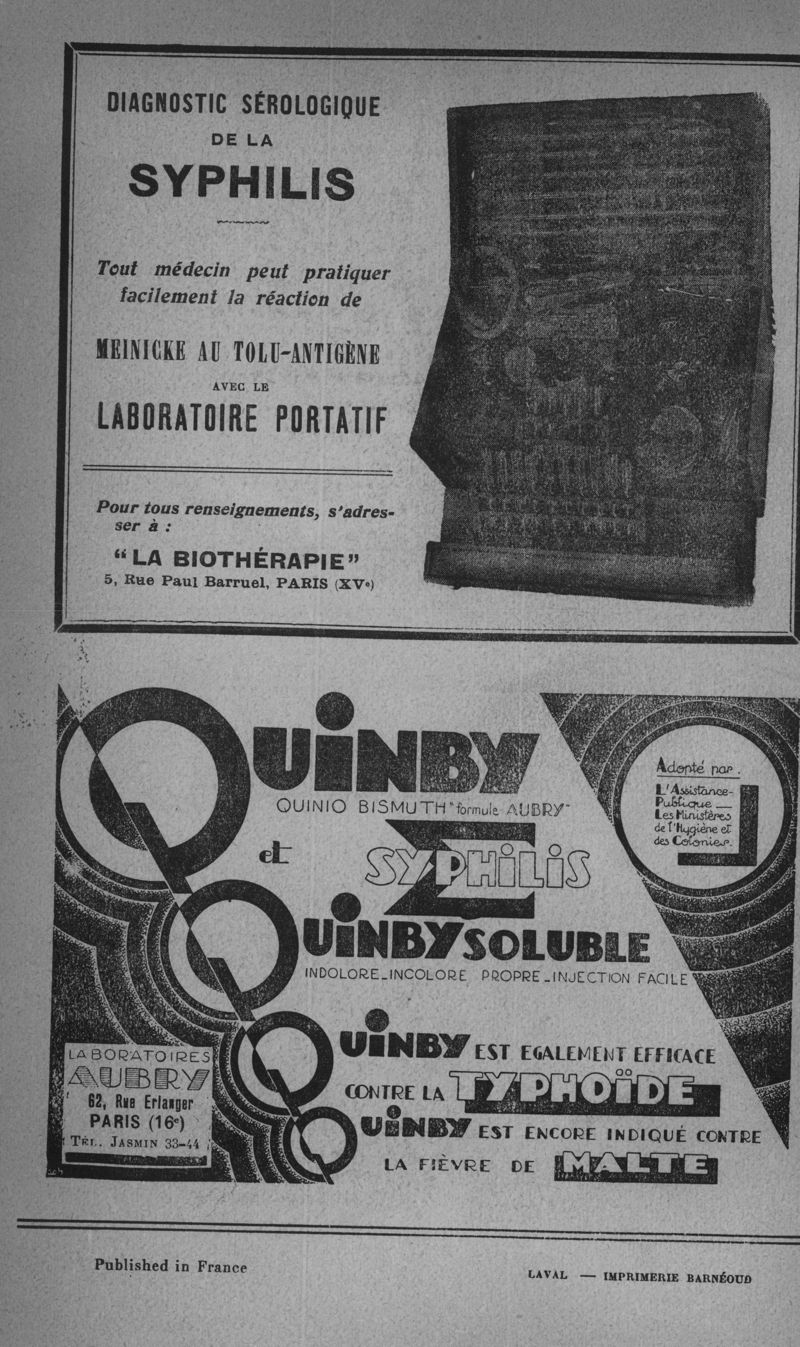 DIAGNOSTIC SÉROLOGIQUE
DE LA
SYPHILIS
Tout médecin peut pratiquer
facilement la réaction de
MEINICKE AU TOLU-ANTIGÈNE
AVEC LE
LABORATOIRE PORTATIF
Pour tous renseignements, s'adres-
ser à :
“LA BIOTHÉRAPIE”
5, Rue Paul Barruel, PARIS (XVe)
QUINBY
QUINIO BISMUTH "formule AUBRY"
et
SYPHILIS
QUINBY SOLUBLE
INDOLORE_INCOLORE PROPRE_INJECTION FACILE
Adopté par.
L'Assistance-
Publique —
Les Ministères
de l'Hygiène et
des Colonies.
QUINBY EST EGALEMENT EFFICACE
CONTRE LA TYPHOÏDE
QUINBY EST ENCORE INDIQUÉ CONTRE
LA FIÈVRE DE MALTE
LABORATOIRES
AUBRY
62, Rue Erlanger
PARIS (16e)
TÉL. JASMIN 33-44
Published in France
LAVAL — IMPRIMERIE BARNÉOUD